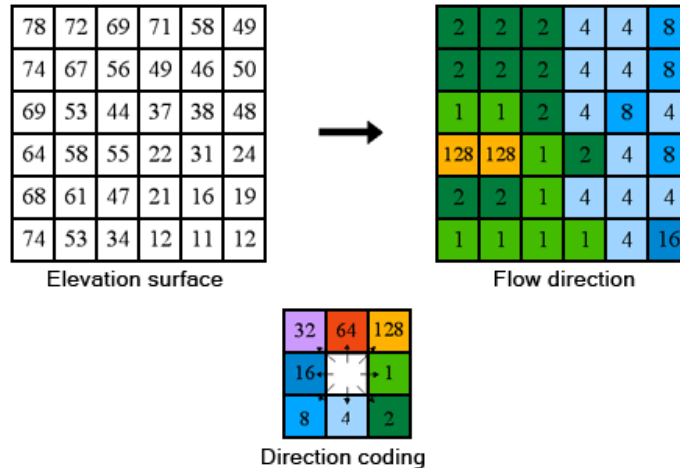 78 72 69 71 58 49 2 2 2 4 4 8
74 67 56 49 46 50 2 2 2 4 4 8
69 53 44 37 38 48 1 1 2 4 8 4
64 58 55 22 31 24 128 128 1 2 4 8
68 61 47 21 16 19 2 2 1 4 4 4
74 53 34 12 11 12 1 1 1 1 4 16
Elevation surface Flow direction
32 64 128
16 1
8 4 2
Direction coding